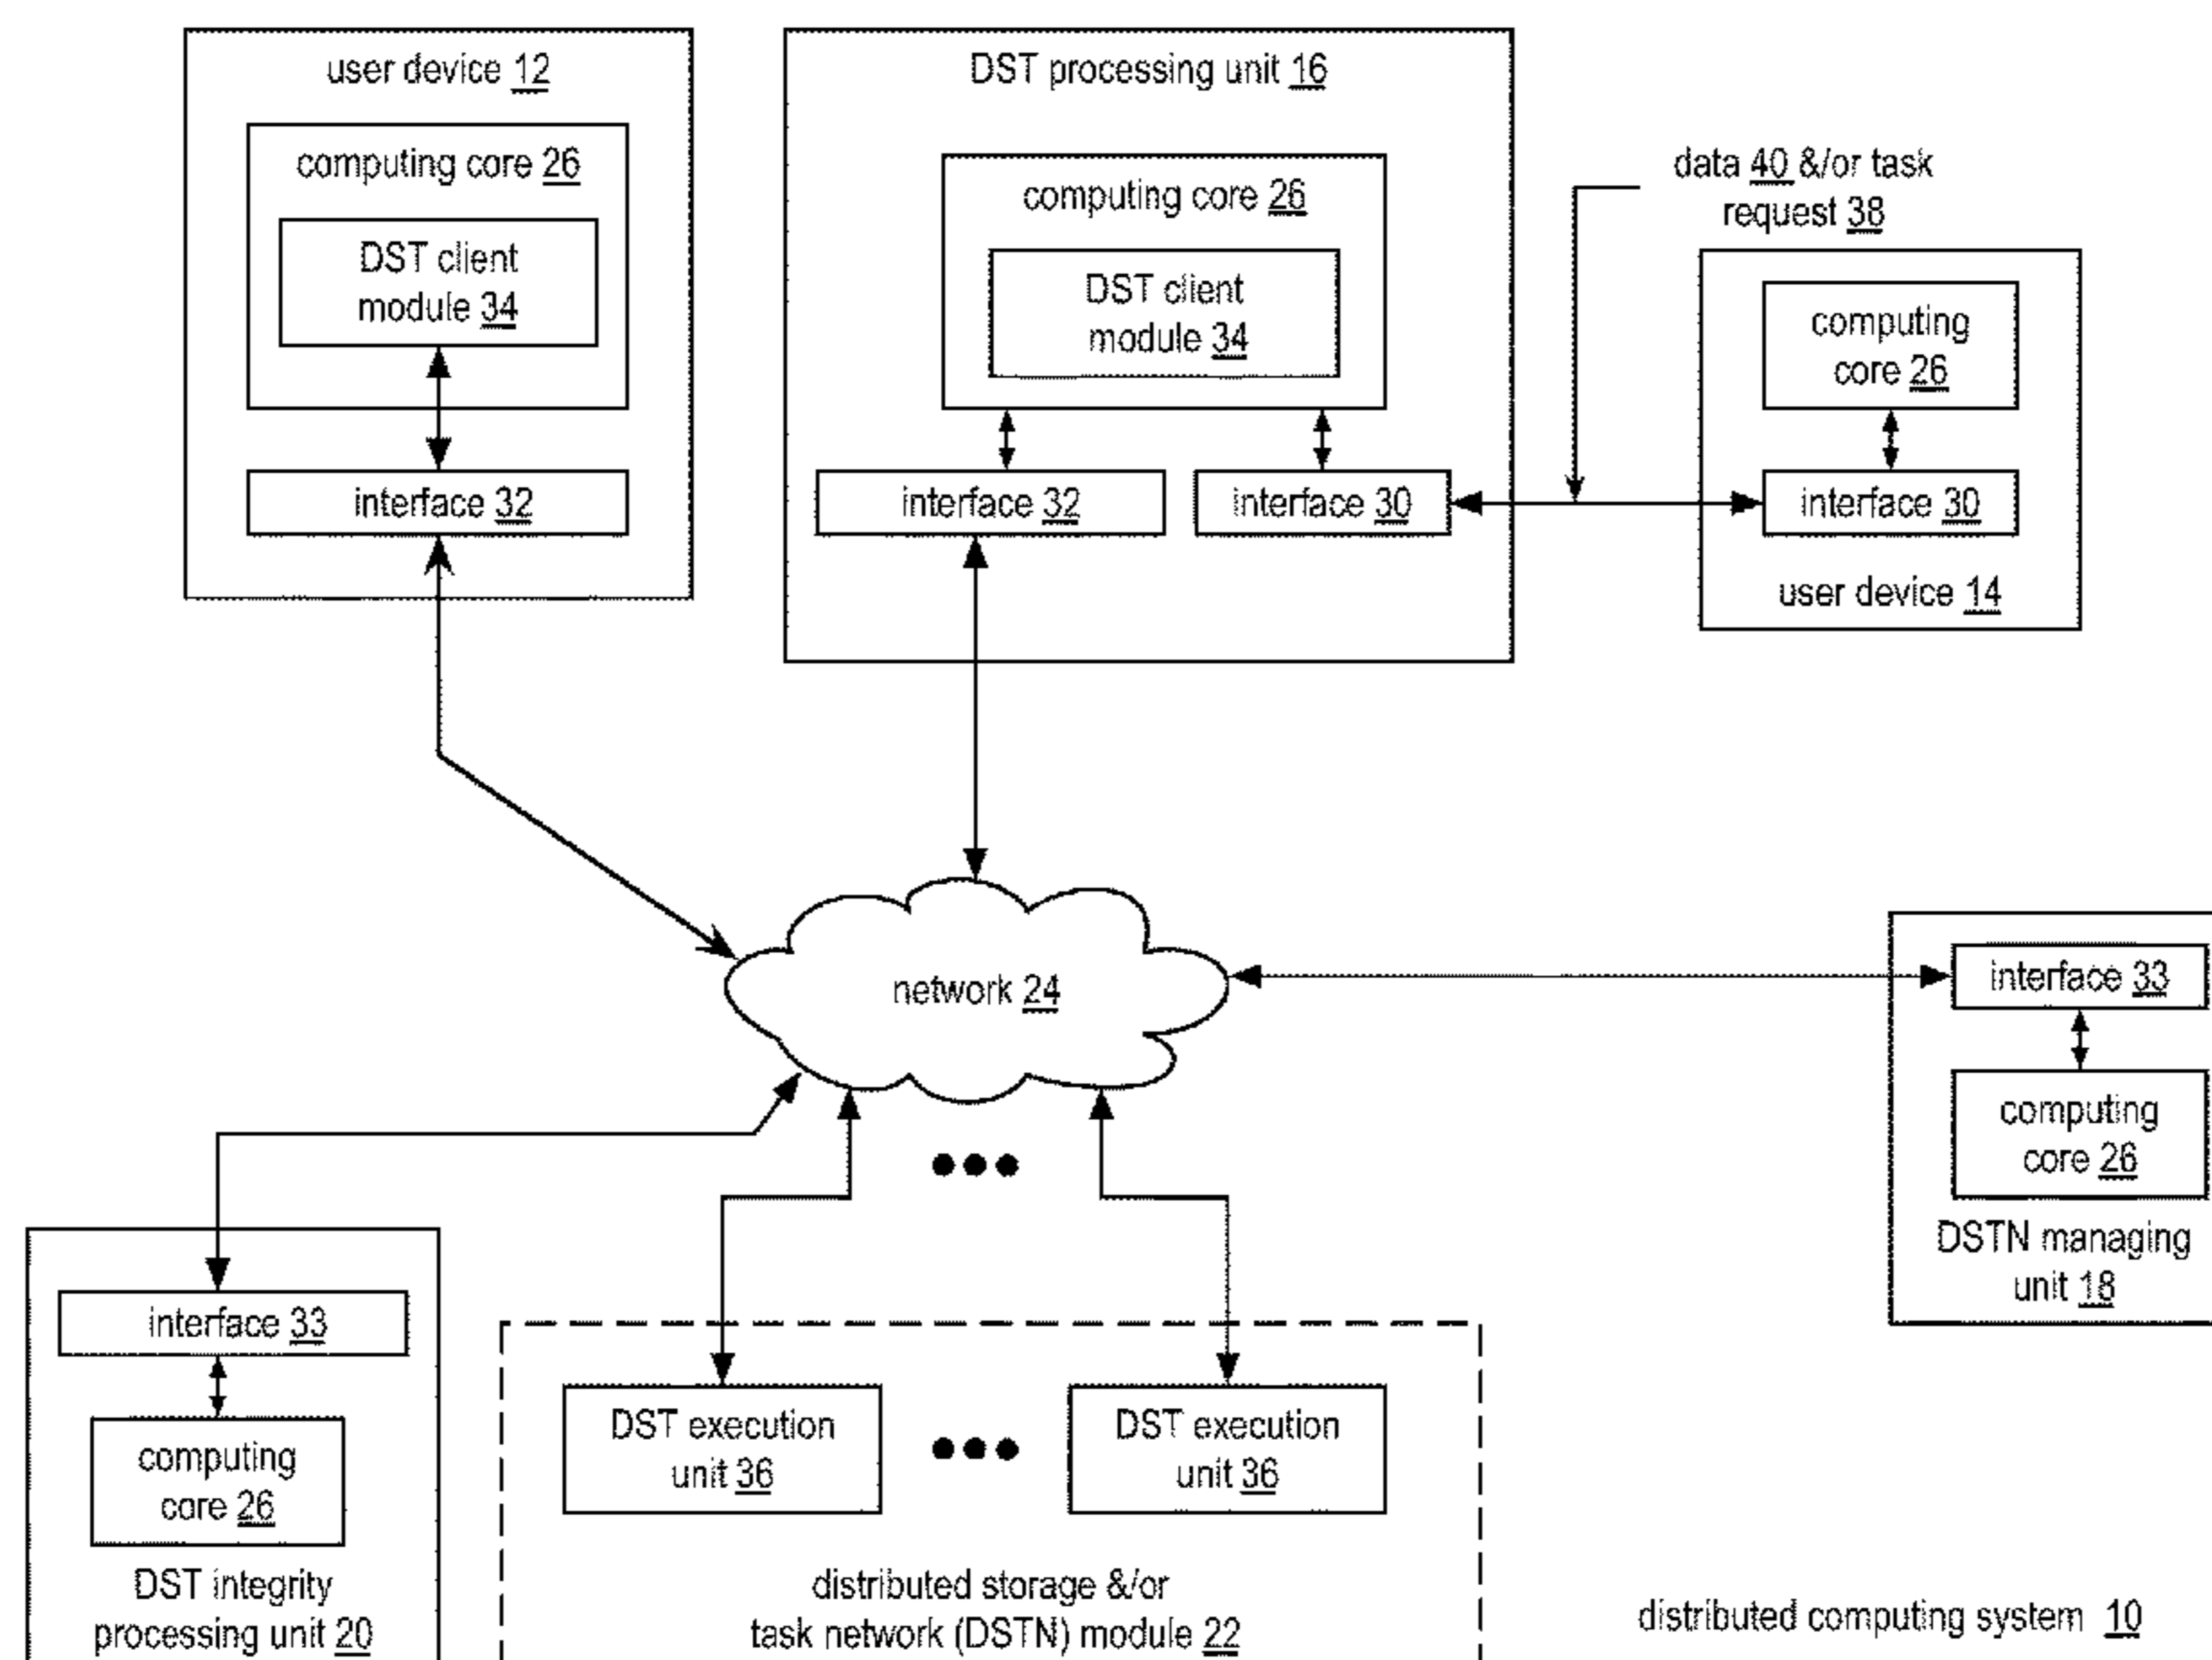 user device 12
computing core 26
DST client
module 34
interface 32
DST processing unit 16
computing core 26
DST client
module 34
interface 32
interface 30
data 40 &/or task
request 38
computing
core 26
interface 30
user device 14
network 24
interface 33
computing
core 26
DSTN managing
unit 18
interface 33
computing
core 26
DST integrity
processing unit 20
DST execution
unit 36
DST execution
unit 36
distributed storage &/or
task network (DSTN) module 22
distributed computing system 10